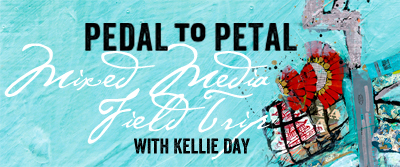 PEDAL TO PETAL
Mixed Media
Field Trip
WITH KELLIE DAY